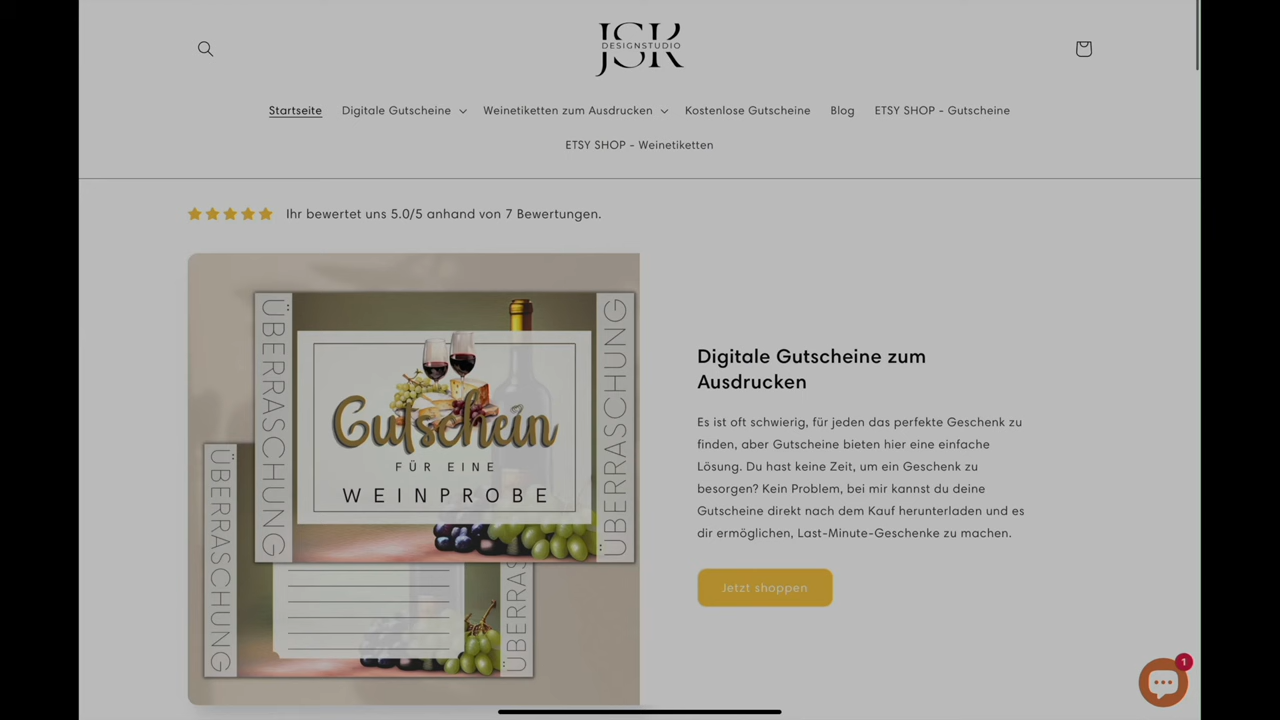 JSK
DESIGNSTUDIO
Startseite
Digitale Gutscheine
Weinetiketten zum Ausdrucken
Kostenlose Gutscheine
Blog
ETSY SHOP - Gutscheine
ETSY SHOP - Weinetiketten
Ihr bewertet uns 5.0/5 anhand von 7 Bewertungen.
ÜBERRASCHUNG
Gutschein
FÜR EINE
WEINPROBE
ÜBERRASCHUNG
ÜBERRASCHUNG
ÜBERRAS
Digitale Gutscheine zum
Ausdrucken
Es ist oft schwierig, für jeden das perfekte Geschenk zu
finden, aber Gutscheine bieten hier eine einfache
Lösung. Du hast keine Zeit, um ein Geschenk zu
besorgen? Kein Problem, bei mir kannst du deine
Gutscheine direkt nach dem Kauf herunterladen und es
dir ermöglichen, Last-Minute-Geschenke zu machen.
Jetzt shoppen
1